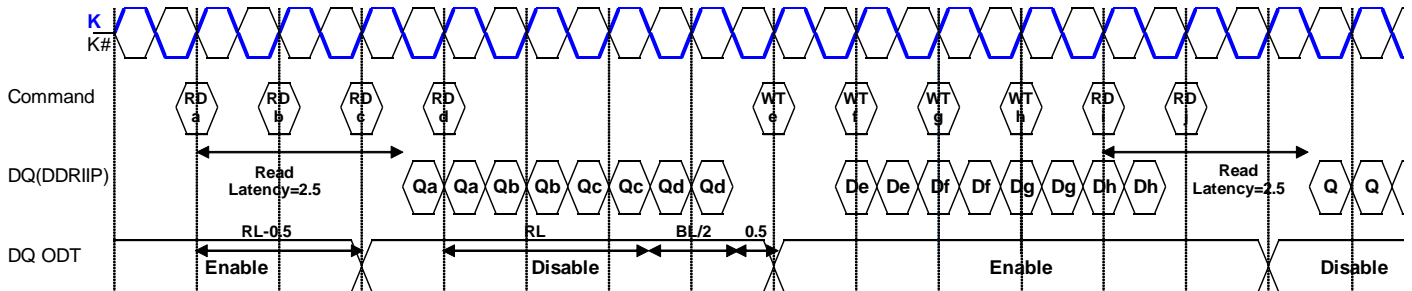 K
K#
Command
RD a
RD b
RD c
RD d
WT e
WT f
WT g
WT h
RD i
RD j
DQ(DDRIIP)
Read
Latency=2.5
Qa Qa Qb Qb Qc Qc Qd Qd
De De Df Df Dg Dg Dh Dh
Read
Latency=2.5
Q Q
DQ ODT
RL-0.5
RL
BL/2
0.5
Enable
Disable
Enable
Disable